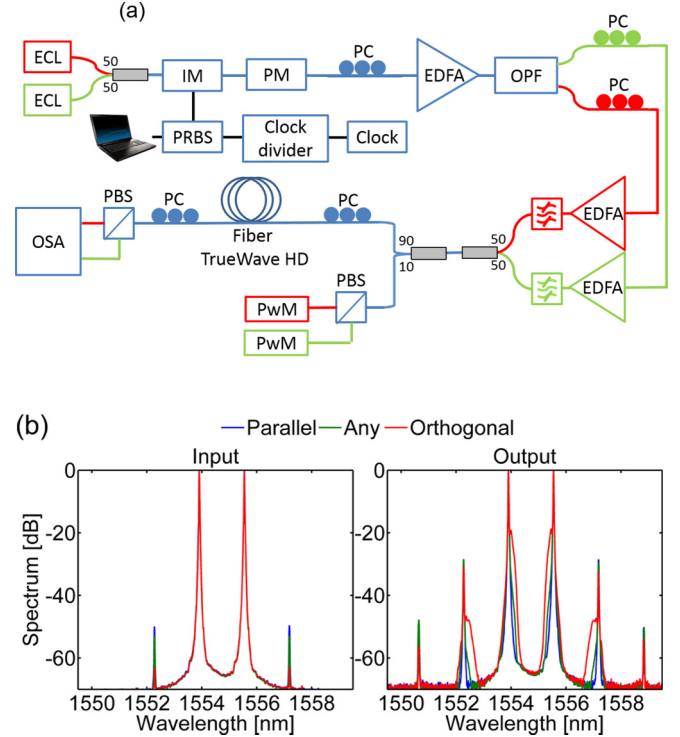 (a)
PC
ECL
50
50
ECL
IM
PM
PC
EDFA
OPF
PC
PRBS
Clock
divider
Clock
PBS
PC
PC
OSA
Fiber
TrueWave HD
90
10
50
50
EDFA
EDFA
PBS
PwM
PwM
(b)
Parallel Any Orthogonal
Input Output
Spectrum [dB]
0
-20
-40
-60
1550 1552 1554 1556 1558
Wavelength [nm]
0
-20
-40
-60
1550 1552 1554 1556 1558
Wavelength [nm]